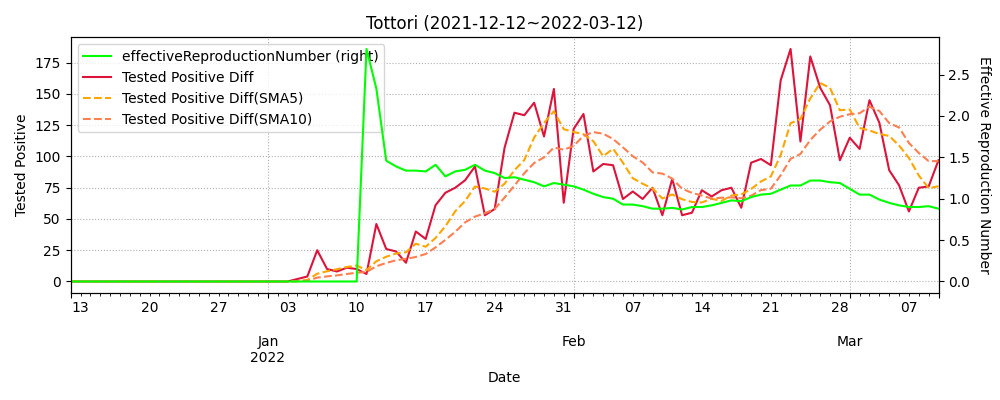 Tottori (2021-12-12~2022-03-12)
effectiveReproductionNumber (right)
Tested Positive Diff
Tested Positive Diff(SMA5)
Tested Positive Diff(SMA10)
Tested Positive
175
150
125
100
75
50
25
0
2.5
2.0
1.5
1.0
0.5
0.0
Effective Reproduction Number
13 20 27 03 10 17 24 31 07 14 21 28 07
Jan Feb Mar
2022
Date